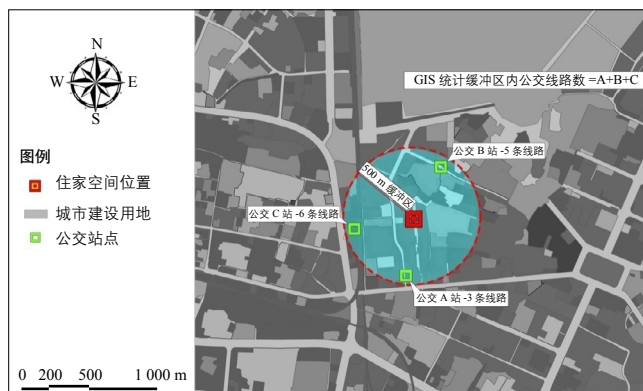 N
W
E
S
图例
住家空间位置
城市建设用地
公交站点
0 200 500 1 000 m
GIS 统计缓冲区内公交线路数 =A+B+C
公交 B 站 -5 条线路
500 m 缓冲区
公交 C 站 -6 条线路
公交 A 站 -3 条线路